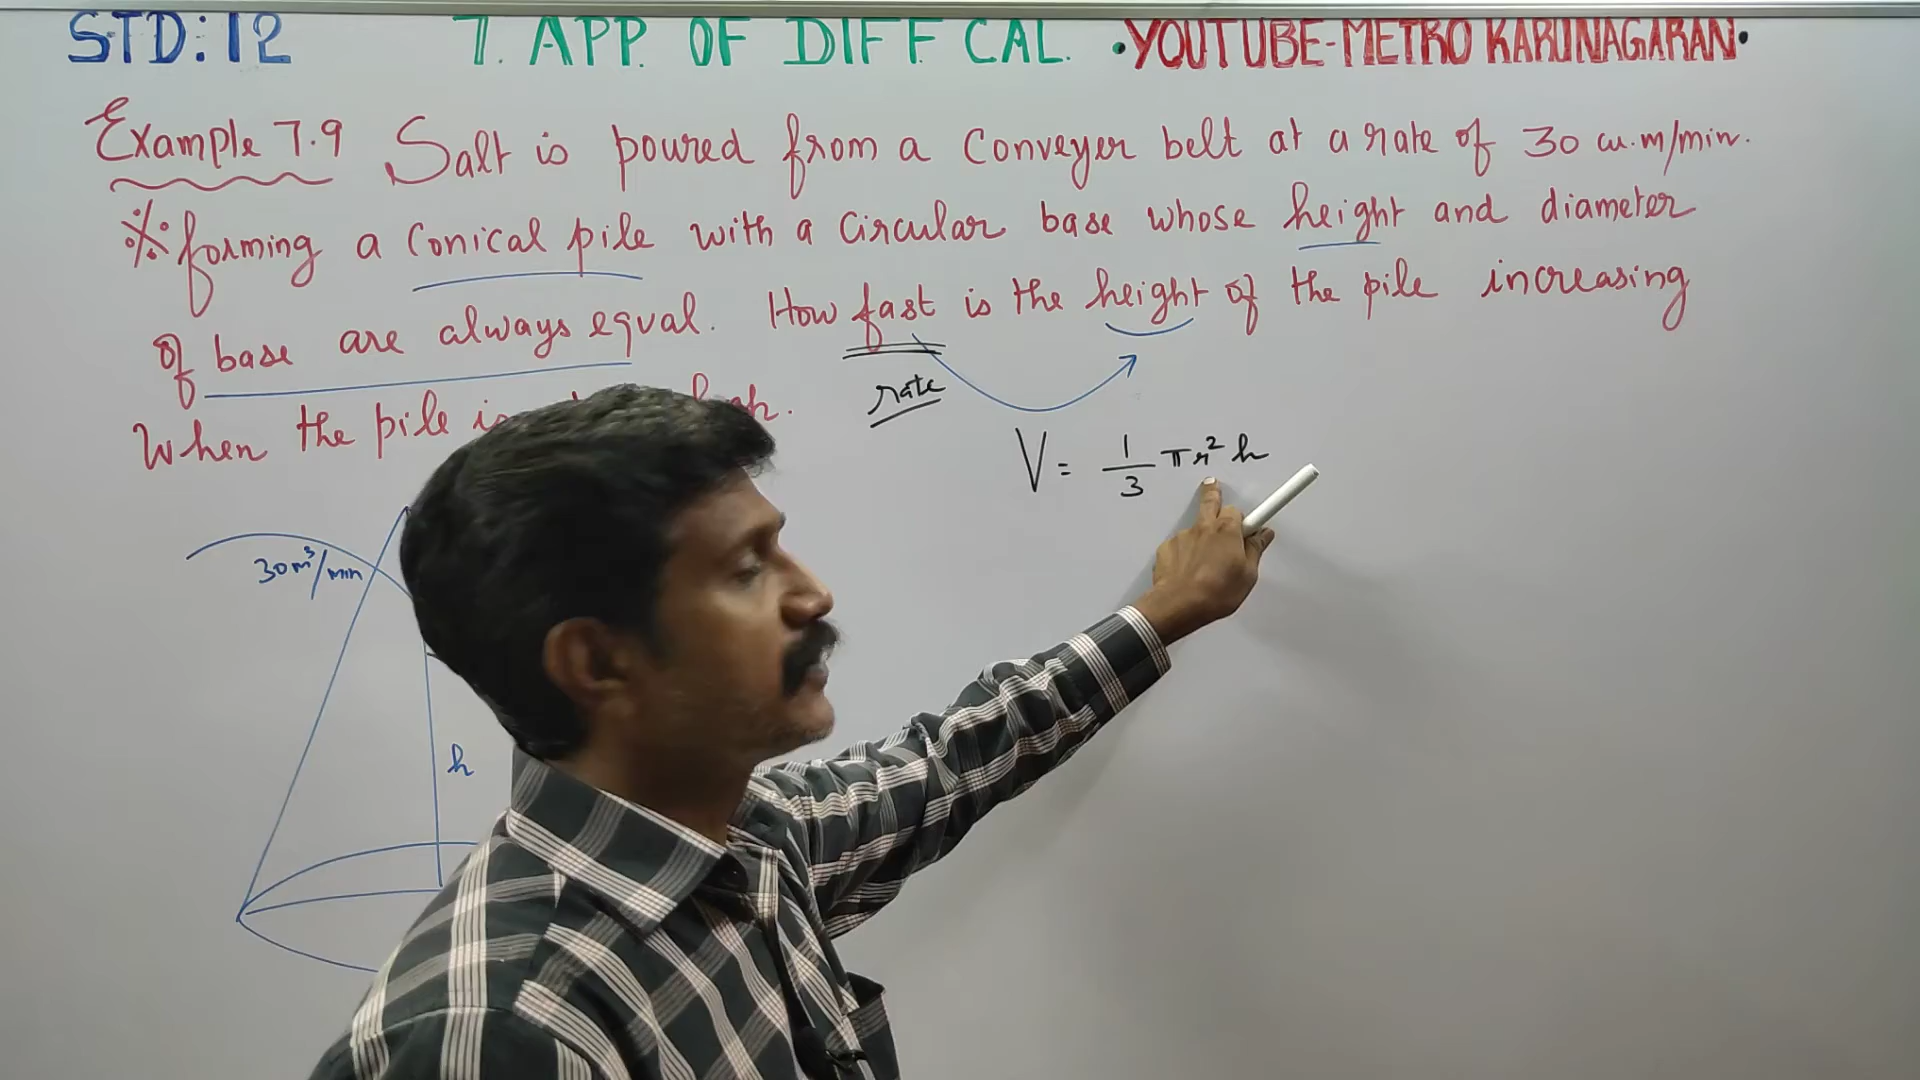 STD:12 7. APP. OF DIFF CAL. •YOUTUBE-METRO KARUNAGARAN•
Example 7.9 Salt is poured from a Conveyer belt at a rate of 30 cu.m/min.
※ forming a Conical pile with a Circular base whose height and diameter
Of base are always equal. How fast is the height of the pile increasing
When the pile is
rate
V = 1/3 πr² h
30m³/min
h